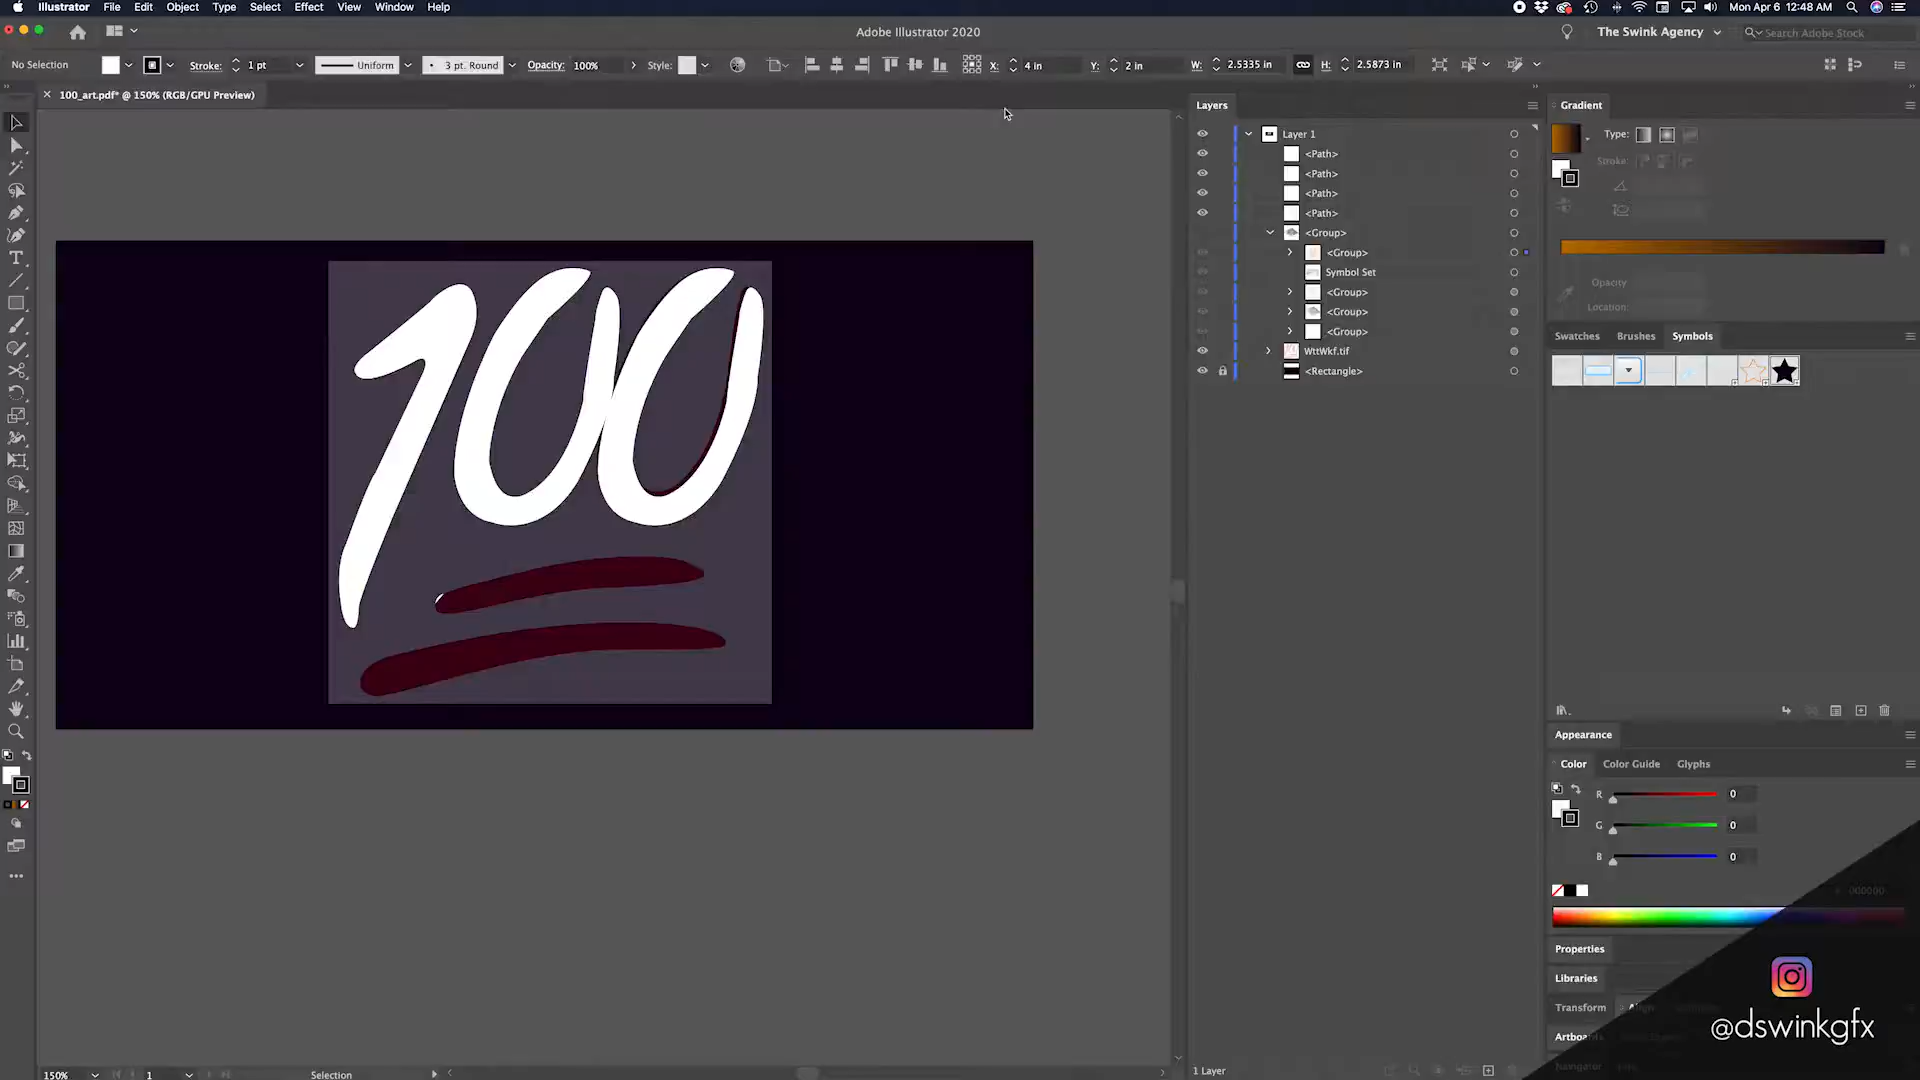 Illustrator File Edit Object Type Select Effect View Window Help
Mon Apr 6 12:48 AM
Adobe Illustrator 2020
The Swink Agency
Search Adobe Stock
No Selection
Stroke: 1 pt
Uniform
3 pt. Round
Opacity: 100%
Style:
X: 4 in
Y: 2 in
W: 2.5335 in
H: 2.5873 in
100_art.pdf* @ 150% (RGB/GPU Preview)
Layers
Layer 1
<Path>
<Path>
<Path>
<Path>
<Group>
<Group>
Symbol Set
<Group>
<Group>
<Group>
WttWkf.tif
<Rectangle>
100
Gradient
Type:
Stroke:
Opacity
Location:
Swatches Brushes Symbols
Appearance
Color Color Guide Glyphs
R 0
G 0
B 0
000000
Properties
Libraries
Transform
@dswinkgfx
150%
1
Selection
1 Layer